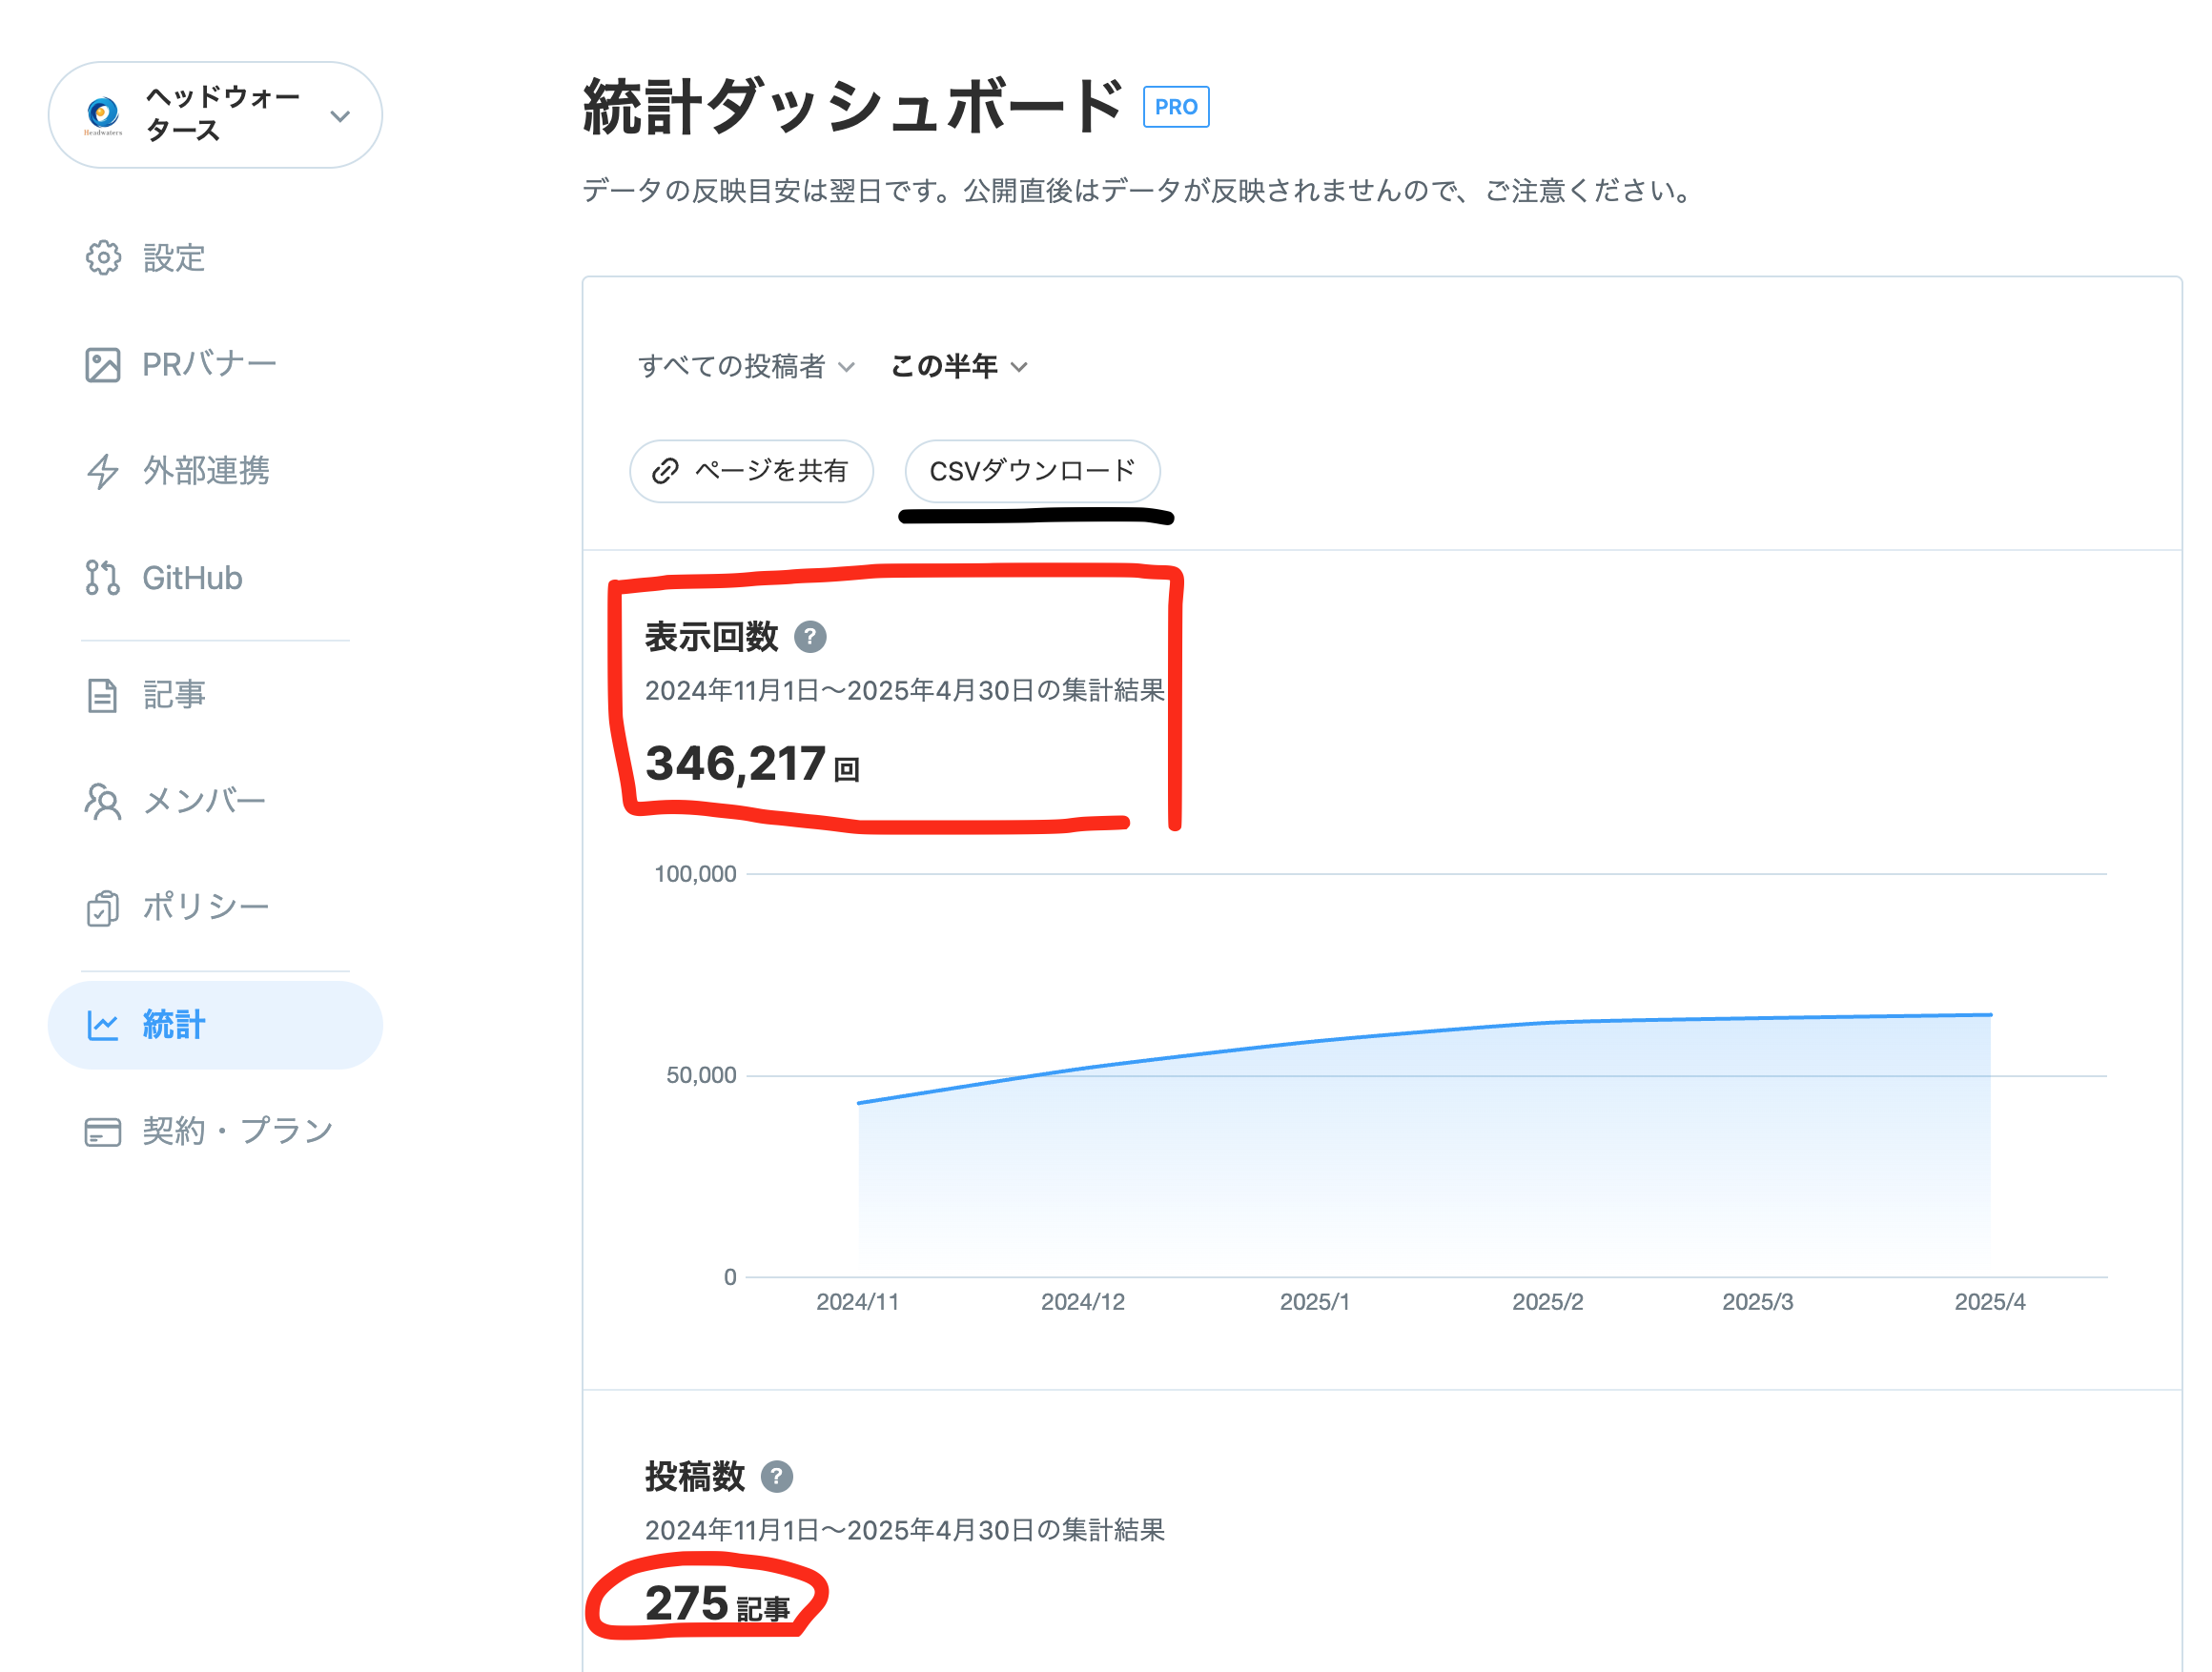 ヘッドウォー
タース
Headwaters
設定
PRバナー
外部連携
GitHub
記事
メンバー
ポリシー
統計
契約・プラン
統計ダッシュボード PRO
データの反映目安は翌日です。公開直後はデータが反映されませんので、ご注意ください。
すべての投稿者 この半年
ページを共有 CSVダウンロード
表示回数 ?
2024年11月1日〜2025年4月30日の集計結果
346,217 回
100,000
50,000
0
2024/11 2024/12 2025/1 2025/2 2025/3 2025/4
投稿数 ?
2024年11月1日〜2025年4月30日の集計結果
275 記事